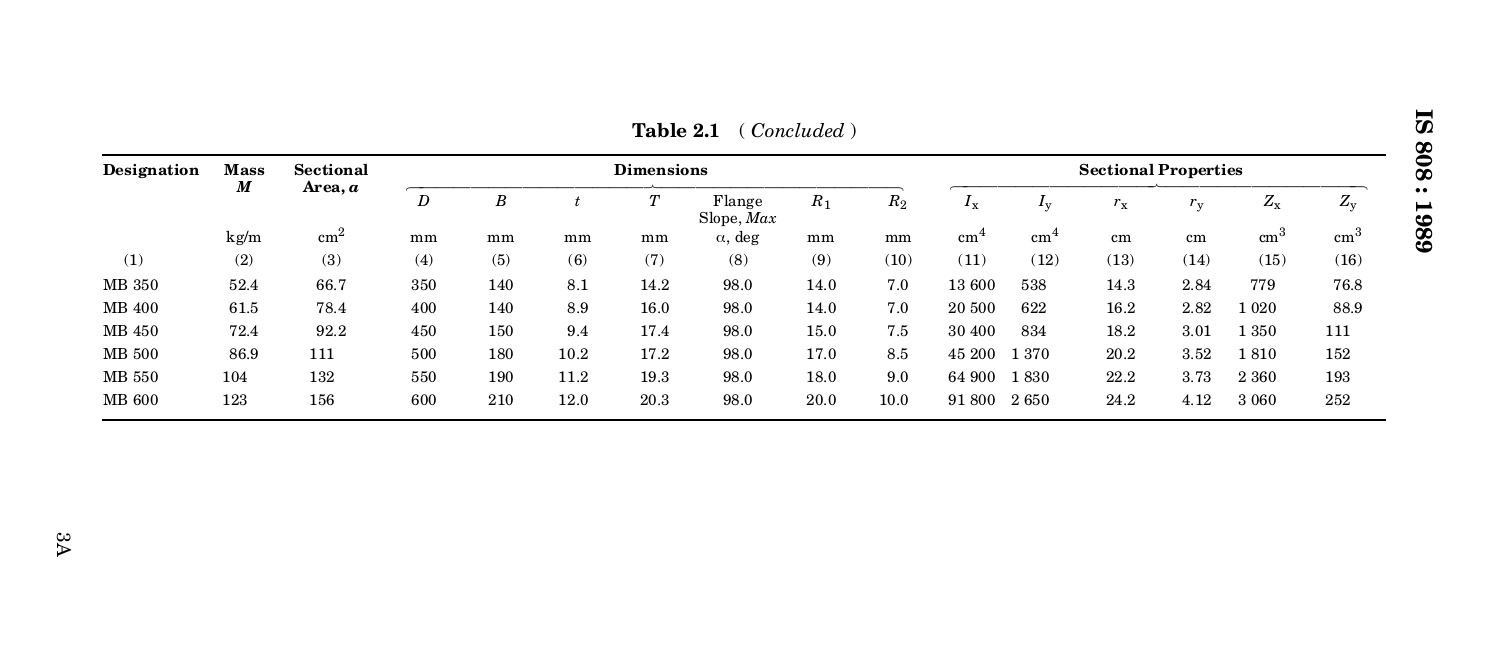 IS 808 : 1989
Table 2.1 ( Concluded )
Designation Mass Sectional Dimensions Sectional Properties
M Area, a
D B t T Flange R1 R2 Ix Iy rx ry Zx Zy
Slope, Max
kg/m cm2 mm mm mm mm α, deg mm mm cm4 cm4 cm cm cm3 cm3
(1) (2) (3) (4) (5) (6) (7) (8) (9) (10) (11) (12) (13) (14) (15) (16)
MB 350 52.4 66.7 350 140 8.1 14.2 98.0 14.0 7.0 13 600 538 14.3 2.84 779 76.8
MB 400 61.5 78.4 400 140 8.9 16.0 98.0 14.0 7.0 20 500 622 16.2 2.82 1 020 88.9
MB 450 72.4 92.2 450 150 9.4 17.4 98.0 15.0 7.5 30 400 834 18.2 3.01 1 350 111
MB 500 86.9 111 500 180 10.2 17.2 98.0 17.0 8.5 45 200 1 370 20.2 3.52 1 810 152
MB 550 104 132 550 190 11.2 19.3 98.0 18.0 9.0 64 900 1 830 22.2 3.73 2 360 193
MB 600 123 156 600 210 12.0 20.3 98.0 20.0 10.0 91 800 2 650 24.2 4.12 3 060 252
3A